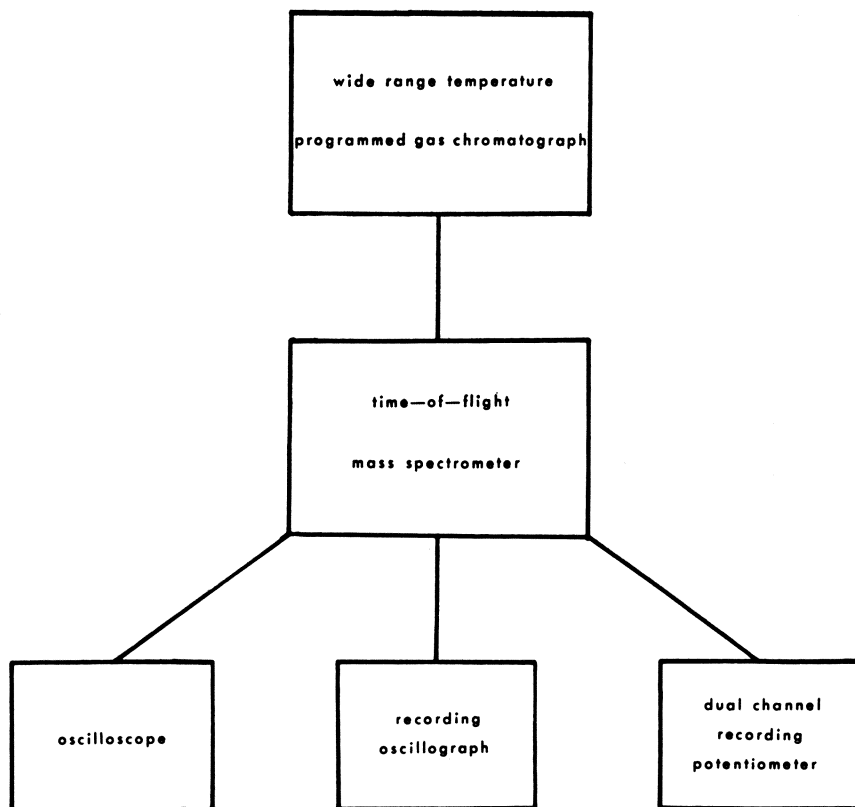 wide range temperature
programmed gas chromatograph
time—of—flight
mass spectrometer
oscilloscope
recording
oscillograph
dual channel
recording
potentiometer